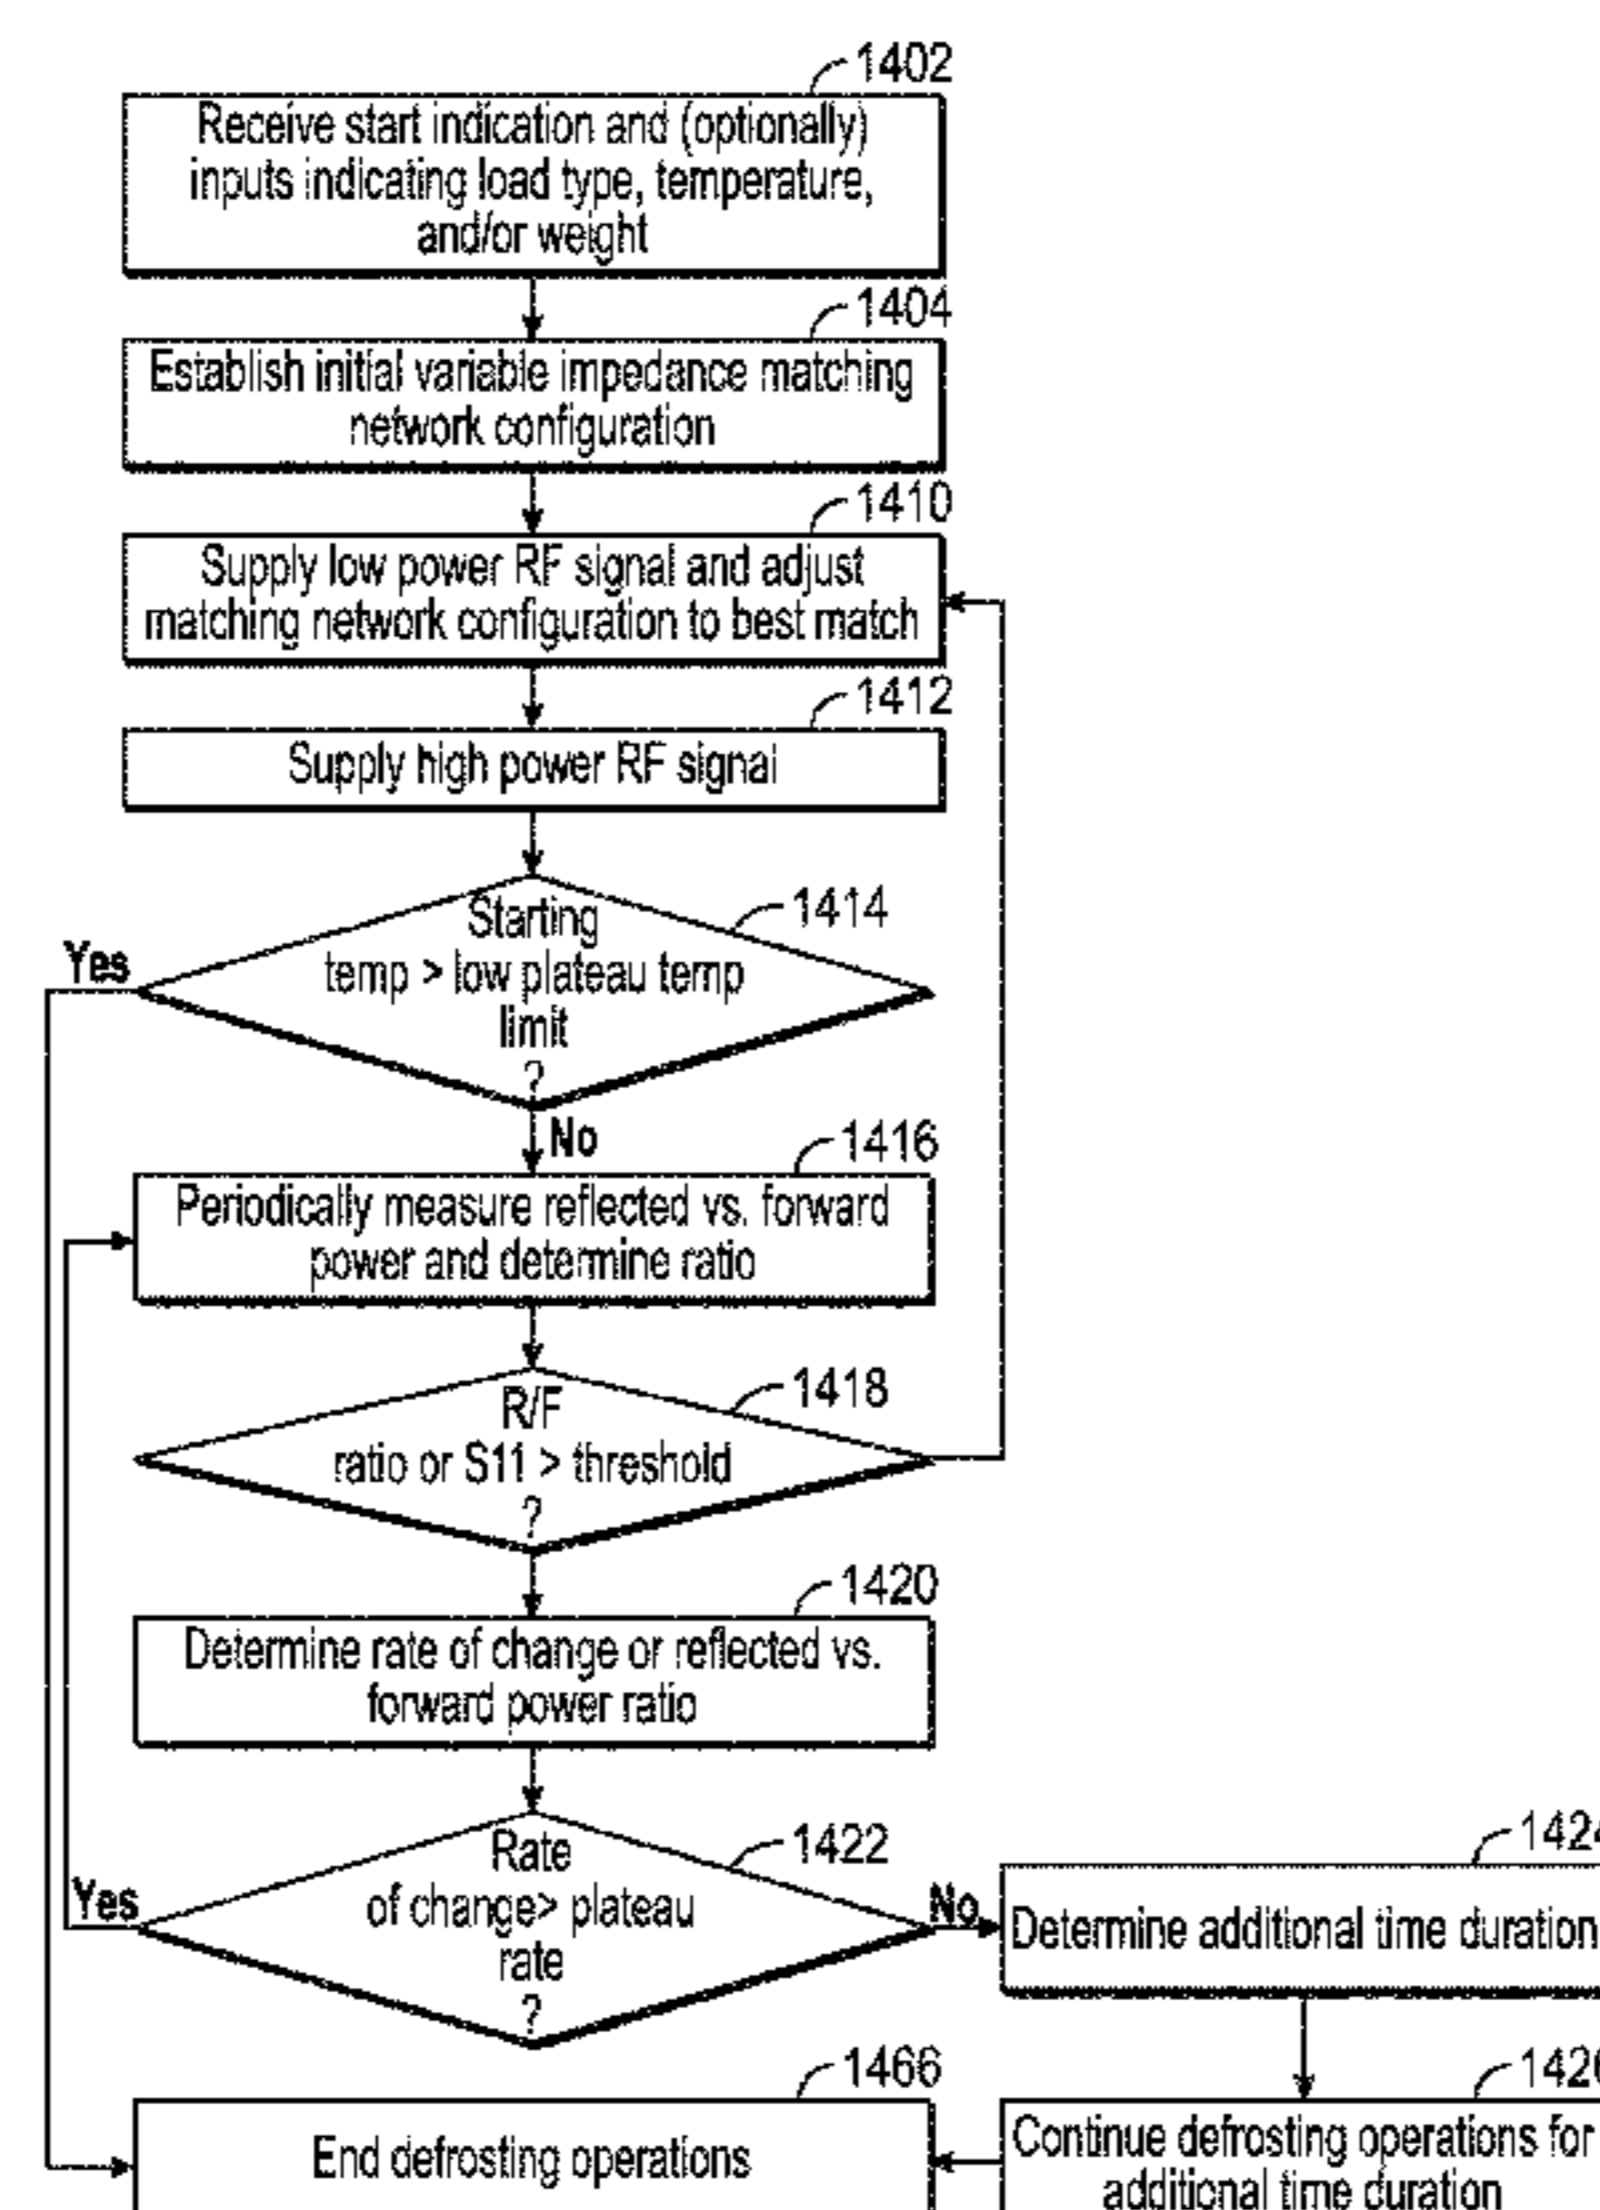 1402
Receive start indication and (optionally)
inputs indicating load type, temperature,
and/or weight
1404
Establish initial variable impedance matching
network configuration
1410
Supply low power RF signal and adjust
matching network configuration to best match
1412
Supply high power RF signal
1414
Starting
temp > low plateau temp
limit
?
Yes
No
1416
Periodically measure reflected vs. forward
power and determine ratio
1418
R/F
ratio or S11 > threshold
?
1420
Determine rate of change or reflected vs.
forward power ratio
1422
Rate
of change> plateau
rate
?
Yes
No
1424
Determine additional time duration
1426
Continue defrosting operations for
additional time duration
1466
End defrosting operations